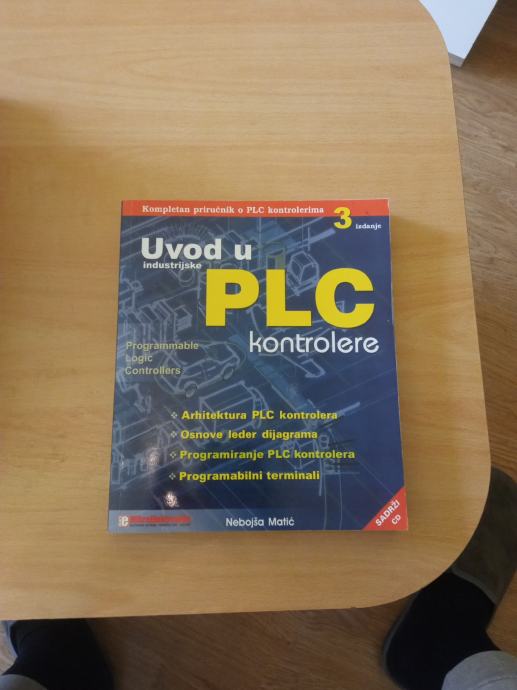 Kompletan priručnik o PLC kontrolerima
3
izdanje
Uvod u
industrijske
PLC
kontrolere
Programmable
Logic
Controllers
Arhitektura PLC kontrolera
Osnove leder dijagrama
Programiranje PLC kontrolera
Programabilni terminali
Nebojša Matić
SADRŽI
CD